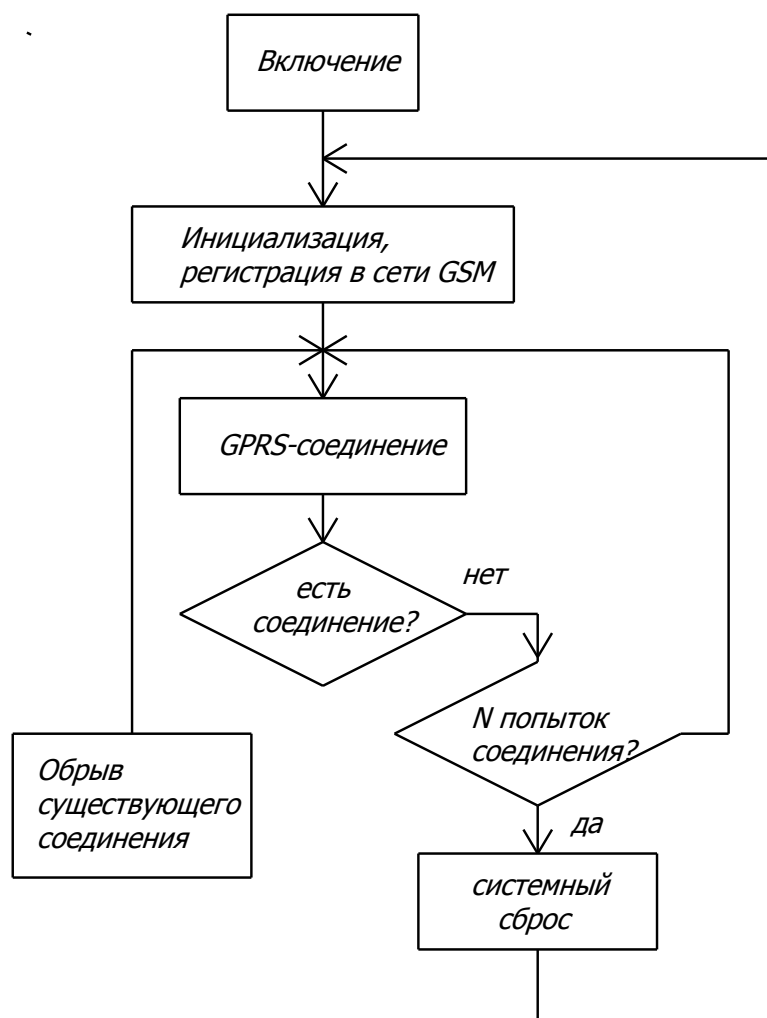 Включение
Инициализация,
регистрация в сети GSM
GPRS-соединение
есть
соединение?
нет
N попыток
соединения?
Обрыв
существующего
соединения
да
системный
сброс